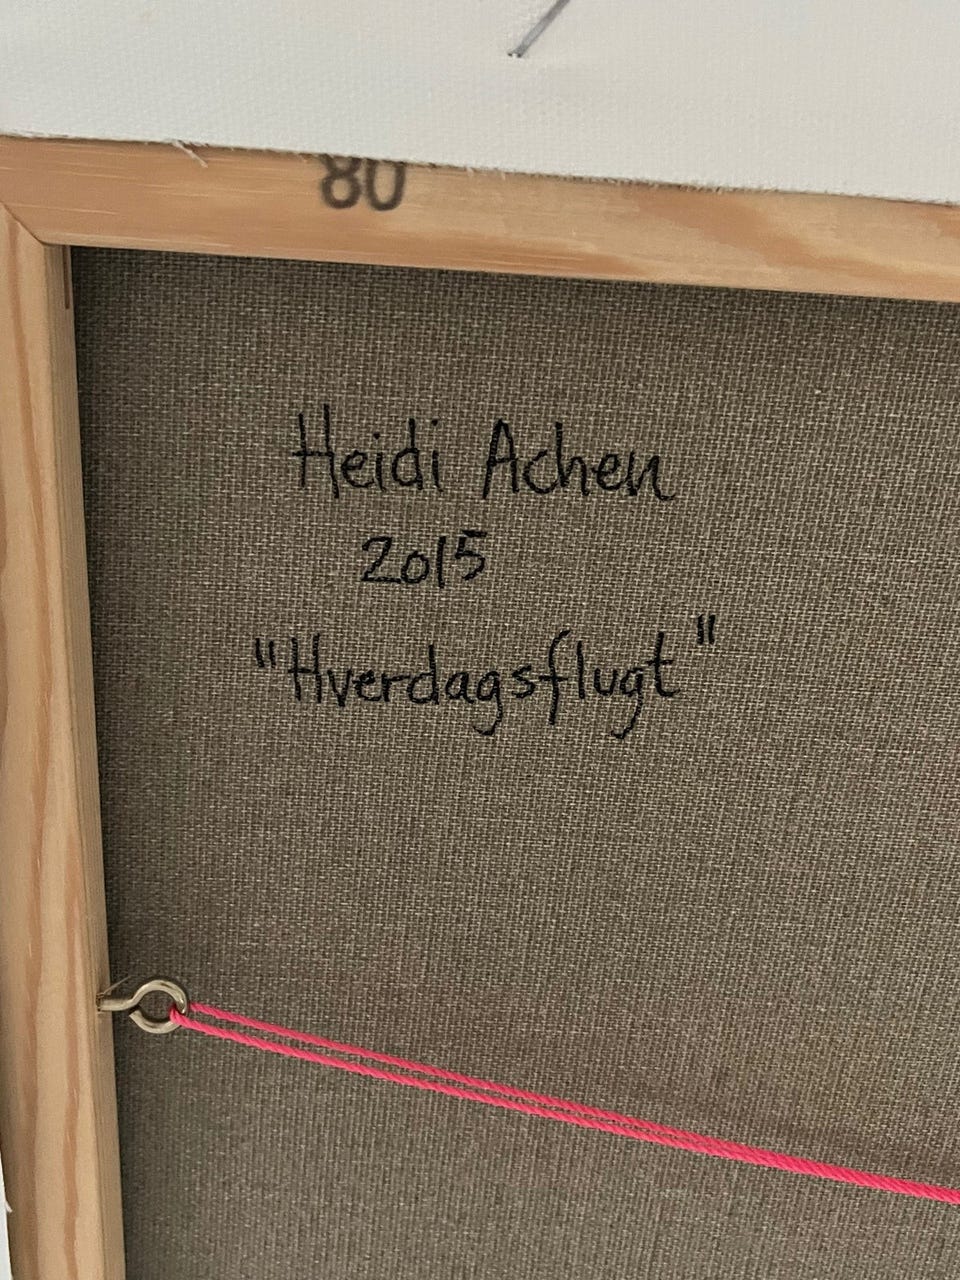 80
Heidi Achen
2015
"Hverdagsflugt"